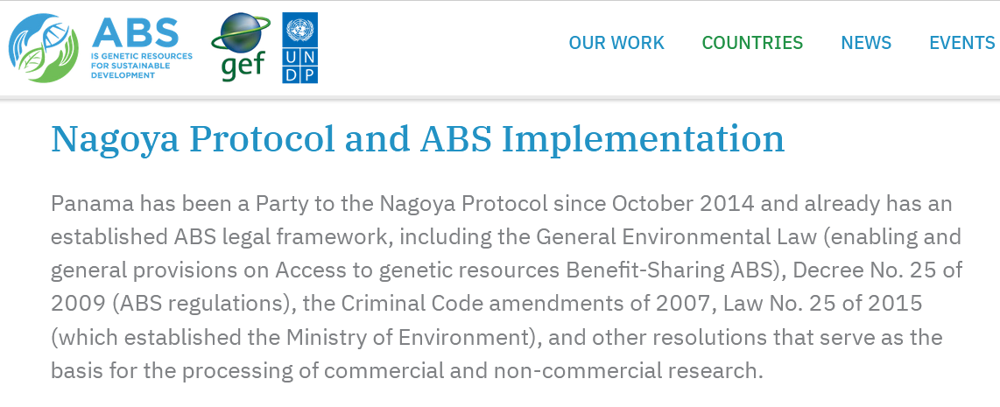 ABS
IS GENETIC RESOURCES
FOR SUSTAINABLE
DEVELOPMENT
gef
U N
D P
OUR WORK COUNTRIES NEWS EVENTS
Nagoya Protocol and ABS Implementation
Panama has been a Party to the Nagoya Protocol since October 2014 and already has an
established ABS legal framework, including the General Environmental Law (enabling and
general provisions on Access to genetic resources Benefit-Sharing ABS), Decree No. 25 of
2009 (ABS regulations), the Criminal Code amendments of 2007, Law No. 25 of 2015
(which established the Ministry of Environment), and other resolutions that serve as the
basis for the processing of commercial and non-commercial research.